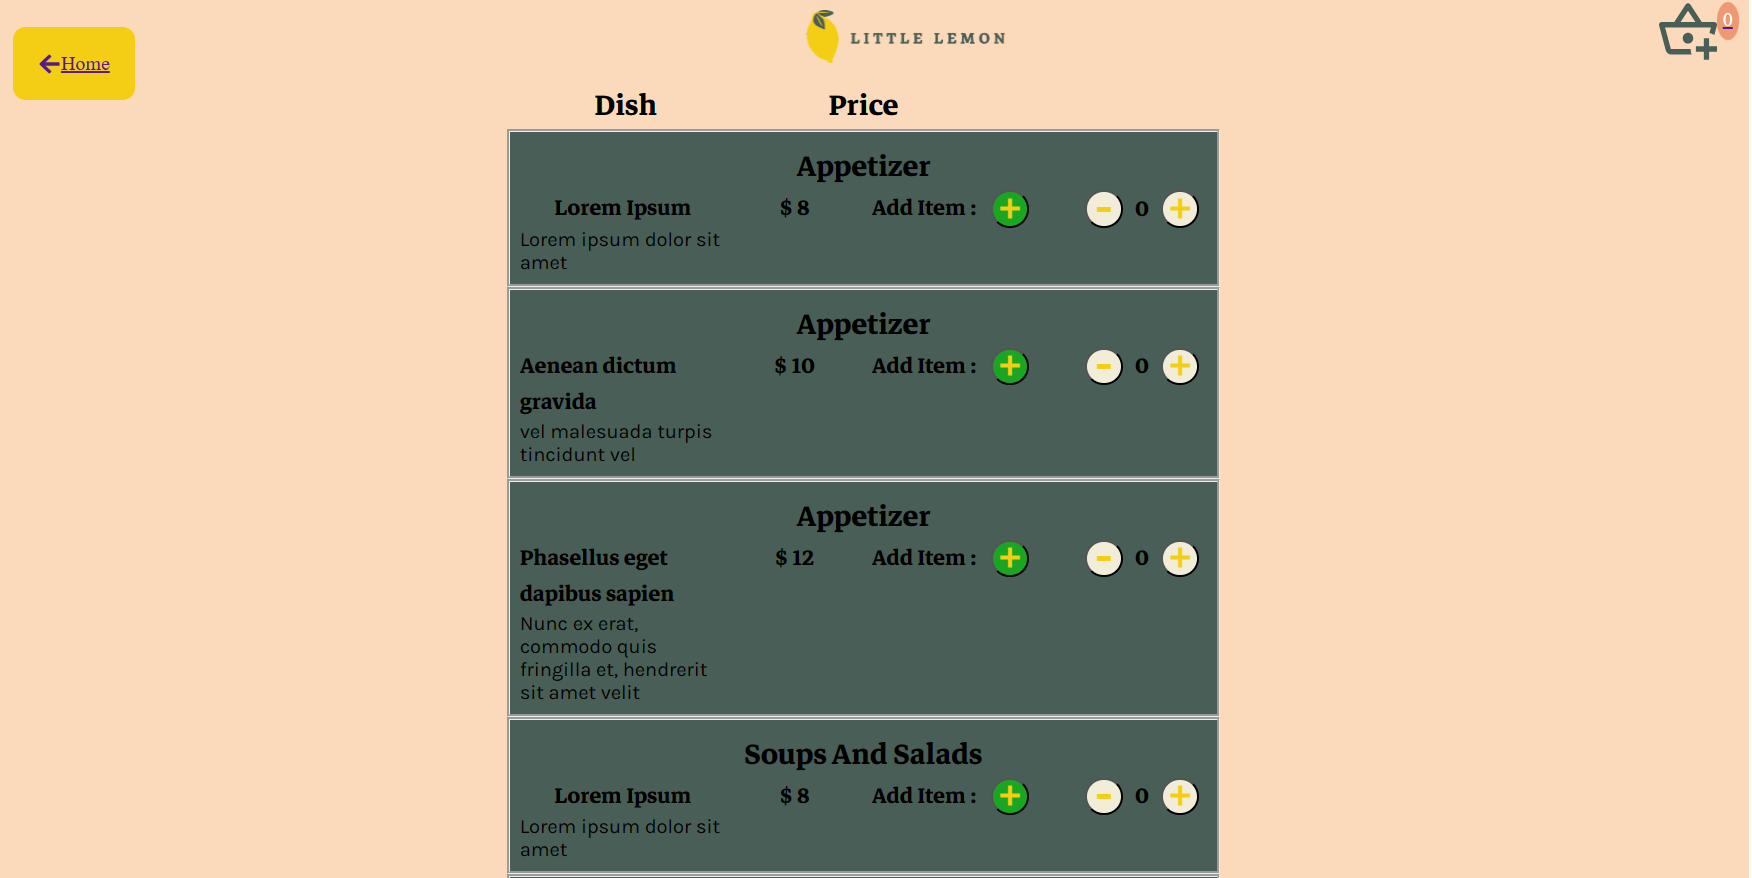 Home
LITTLE LEMON
0
Dish Price
Appetizer
Lorem Ipsum $ 8 Add Item : + - 0 +
Lorem ipsum dolor sit
amet
Appetizer
Aenean dictum $ 10 Add Item : + - 0 +
gravida
vel malesuada turpis
tincidunt vel
Appetizer
Phasellus eget $ 12 Add Item : + - 0 +
dapibus sapien
Nunc ex erat,
commodo quis
fringilla et, hendrerit
sit amet velit
Soups And Salads
Lorem Ipsum $ 8 Add Item : + - 0 +
Lorem ipsum dolor sit
amet